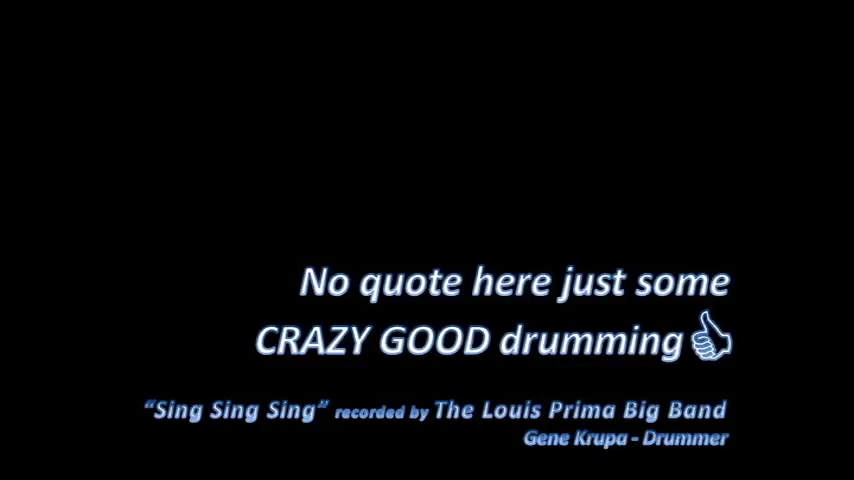 No quote here just some
CRAZY GOOD drumming
“Sing Sing Sing” recorded by The Louis Prima Big Band
Gene Krupa - Drummer